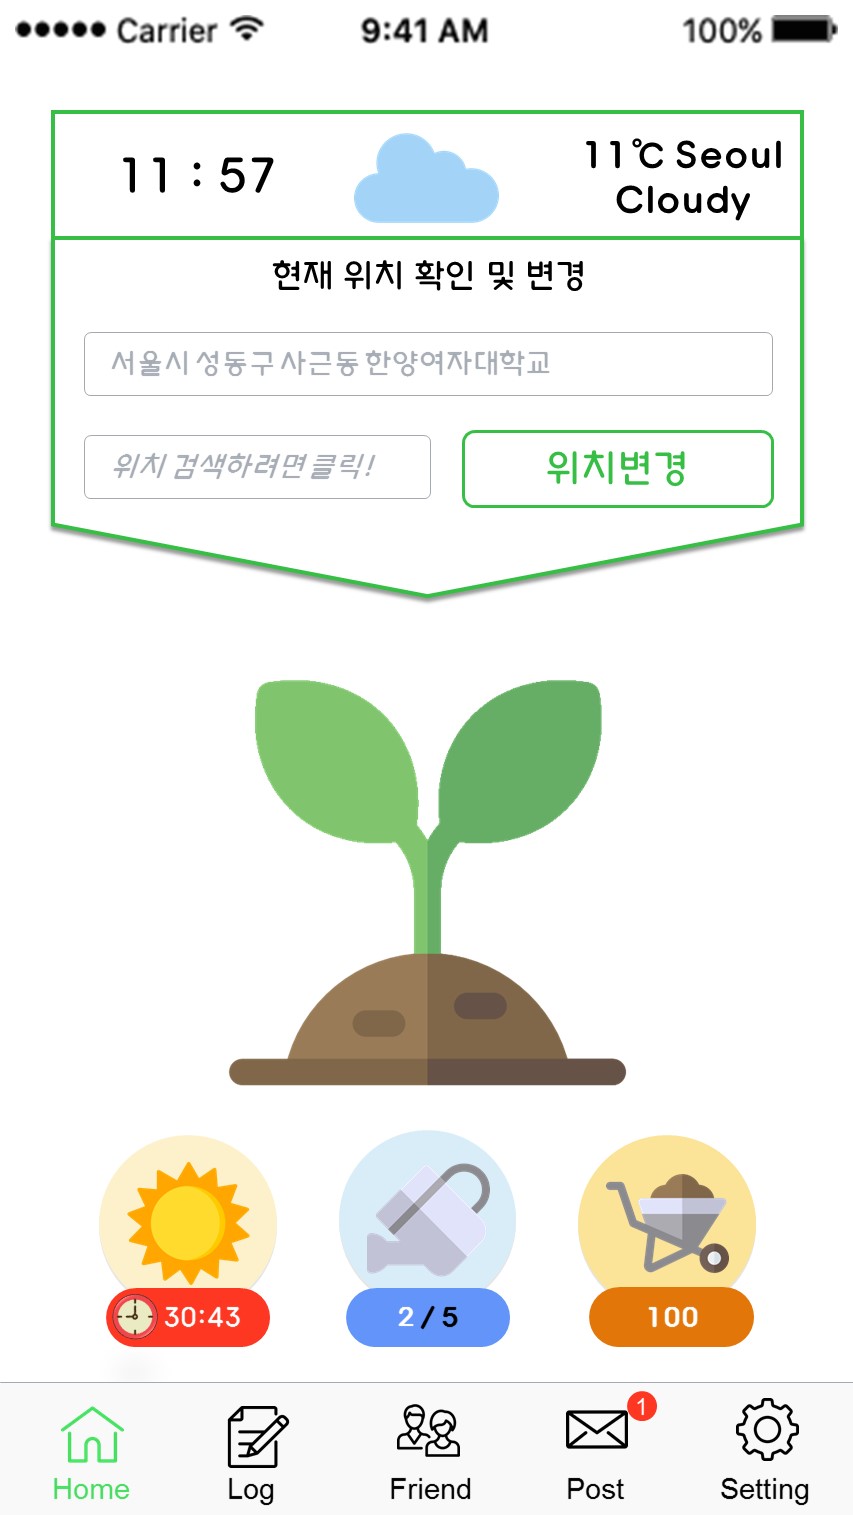 Carrier 9:41 AM 100%
11 : 57
11℃ Seoul
Cloudy
현재 위치 확인 및 변경
서울시 성동구 사근동 한양여자대학교
위치 검색하려면 클릭!
위치변경
30:43
2 / 5
100
1
Home
Log
Friend
Post
Setting